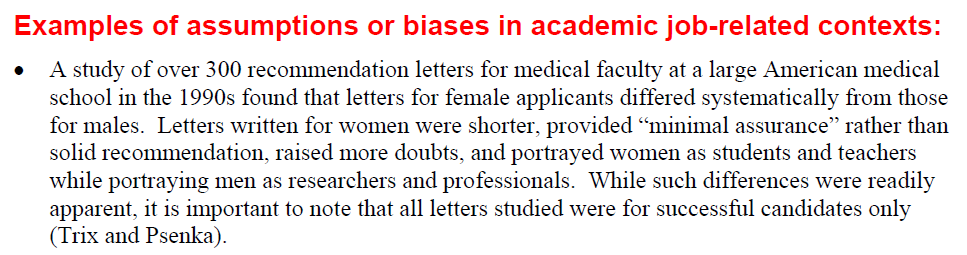 Examples of assumptions or biases in academic job-related contexts:
• A study of over 300 recommendation letters for medical faculty at a large American medical
school in the 1990s found that letters for female applicants differed systematically from those
for males.  Letters written for women were shorter, provided “minimal assurance” rather than
solid recommendation, raised more doubts, and portrayed women as students and teachers
while portraying men as researchers and professionals.  While such differences were readily
apparent, it is important to note that all letters studied were for successful candidates only
(Trix and Psenka).